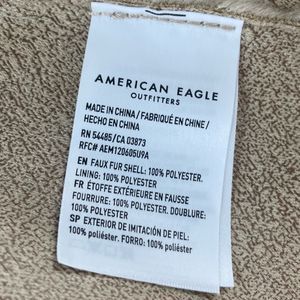 AMERICAN EAGLE
OUTFITTERS
MADE IN CHINA / FABRIQUÉ EN CHINE /
HECHO EN CHINA
RN 54485/CA 03873
RFC# AEM120605U9A
EN FAUX FUR SHELL: 100% POLYESTER.
LINING: 100% POLYESTER
FR ÉTOFFE EXTÉRIEURE EN FAUSSE
FOURRURE: 100% POLYESTER. DOUBLURE:
100% POLYESTER
SP EXTERIOR DE IMITACIÓN DE PIEL:
100% poliéster. FORRO: 100% poliéster